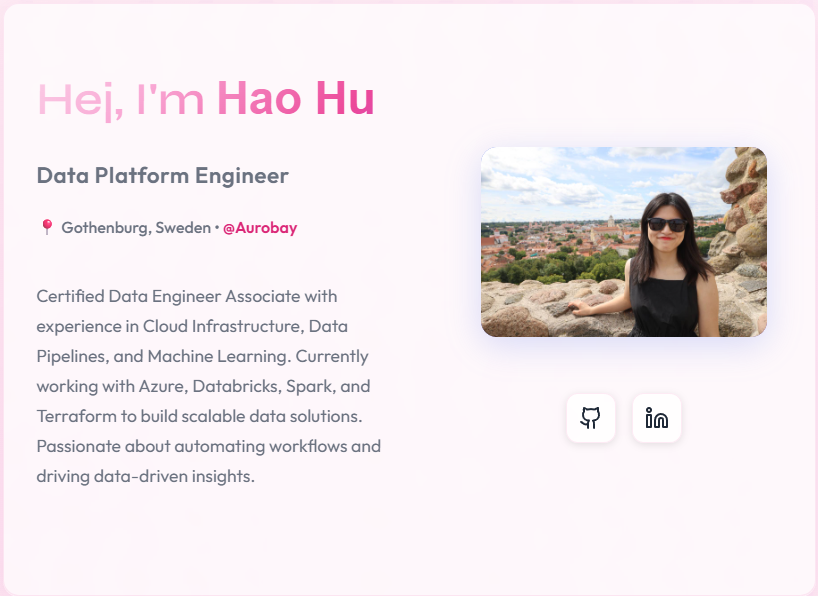 Hej, I'm Hao Hu
Data Platform Engineer
📍 Gothenburg, Sweden • @Aurobay
Certified Data Engineer Associate with
experience in Cloud Infrastructure, Data
Pipelines, and Machine Learning. Currently
working with Azure, Databricks, Spark, and
Terraform to build scalable data solutions.
Passionate about automating workflows and
driving data-driven insights.
in